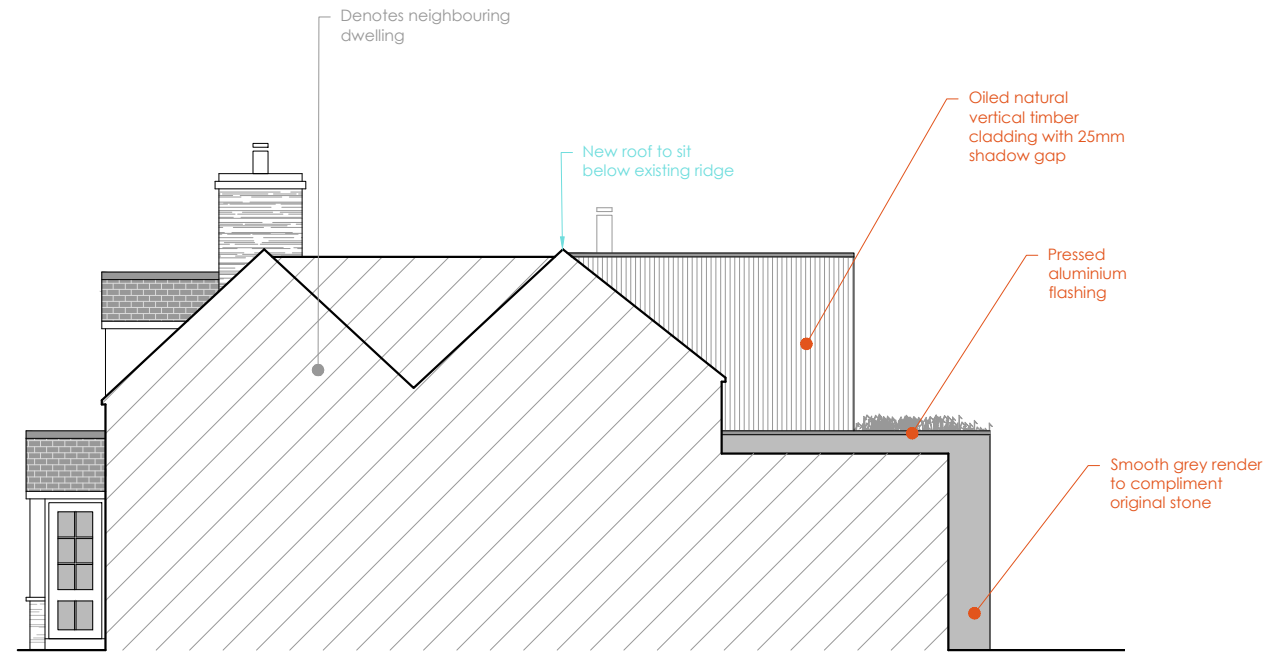 Denotes neighbouring
dwelling
Oiled natural
vertical timber
cladding with 25mm
shadow gap
New roof to sit
below existing ridge
Pressed
aluminium
flashing
Smooth grey render
to compliment
original stone